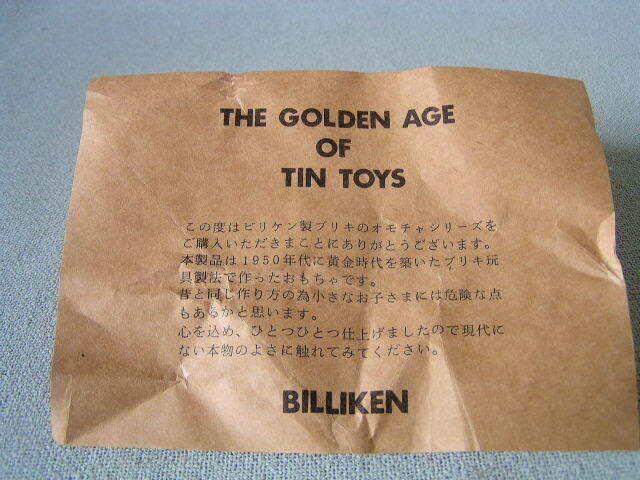 THE GOLDEN AGE
OF
TIN TOYS
この度はビリケン製ブリキのオモチャシリーズを
ご購入いただきまことにありがとうございます。
本製品は1950年代に黄金時代を築いたブリキ玩
具製法で作ったおもちゃです。
昔と同じ作り方の為小さなお子さまには危険な点
もあるかと思います。
心を込め、ひとつひとつ仕上げましたので現代に
ない本物のよさに触れてみてください。
BILLIKEN